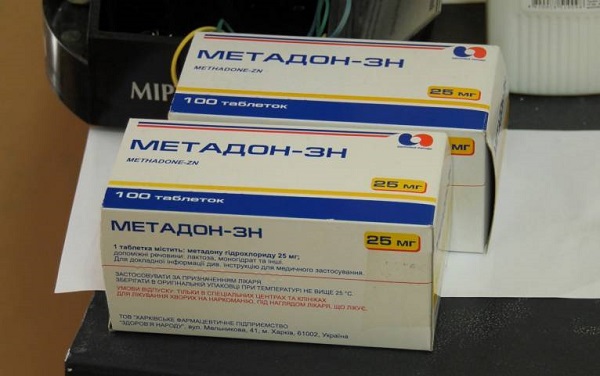 МЕТАДОН-ЗН
METHADONE-ZN
25 мг
100 таблеток
MIP
МЕТАДОН-ЗН
METHADONE-ZN
25 мг
мг
100 таблеток
МЕТАДОН-ЗН
25 мг
1 таблетка містить: метадону гідрохлориду 25 мг;
допоміжні речовини: лактоза, моногідрат та інші.
Для докладної інформації див. інструкцію для медичного застосування.
ЗАСТОСОВУВАТИ ЗА ПРИЗНАЧЕННЯМ ЛІКАРЯ.
ЗБЕРІГАТИ В ОРИГІНАЛЬНІЙ УПАКОВЦІ ПРИ ТЕМПЕРАТУРІ НЕ ВИЩЕ 25 °С.
УМОВИ ВІДПУСКУ: ТІЛЬКИ В СПЕЦІАЛЬНИХ ЦЕНТРАХ ТА КЛІНІКАХ
ДЛЯ ЛІКУВАННЯ ХВОРИХ НА НАРКОМАНІЮ, ПІД НАГЛЯДОМ ЛІКАРЯ, ЩО ЛІКУЄ.
ТОВ "ХАРКІВСЬКЕ ФАРМАЦЕВТИЧНЕ ПІДПРИЄМСТВО
"ЗДОРОВ'Я НАРОДУ", вул. Мельникова, 41, м. Харків, 61002, Україна